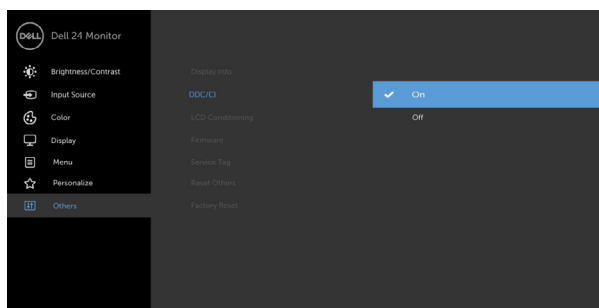 DELL Dell 24 Monitor
Brightness/Contrast
Input Source
Color
Display
Menu
Personalize
Others
Display Info
DDC/CI
LCD Conditioning
Firmware
Service Tag
Reset Others
Factory Reset
On
Off